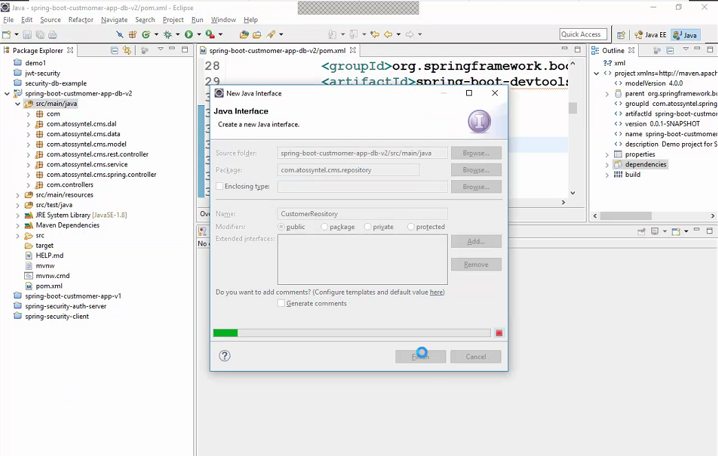 Java - spring-boot-custmomer-app-db-v2/pom.xml - Eclipse
File Edit Source Refactor Navigate Search Project Run Window Help
Quick Access Java EE Java
Package Explorer
demo1
jwt-security
security-db-example
spring-boot-custmomer-app-db-v2
src/main/java
com
com.atossyntel.cms.dal
com.atossyntel.cms.data
com.atossyntel.cms.model
com.atossyntel.cms.rest.controller
com.atossyntel.cms.service
com.atossyntel.cms.spring.controller
com.controllers
src/main/resources
src/test/java
JRE System Library [JavaSE-1.8]
Maven Dependencies
src
target
HELP.md
mvnw
mvnw.cmd
pom.xml
spring-boot-custmomer-app-v1
spring-security-auth-server
spring-security-client
spring-boot-custmomer-app-db-v2/pom.xml
28 <groupId>org.springframework.boo
<artifactId>spring-boot-devtools
New Java Interface
Java Interface
Create a new Java interface.
Source folder: spring-boot-custmomer-app-db-v2/src/main/java Browse...
Package: com.atossyntel.cms.repository Browse...
Enclosing type: Browse...
Name: CustomerReository
Modifiers: public package private protected
Extended interfaces: Add...
Remove
Do you want to add comments? (Configure templates and default value here)
Generate comments
? Cancel
Ove
No c
Outline
?=? xml
project xmlns=http://maven.apach
modelVersion 4.0.0
parent org.springframework.bo
groupId com.atossyntel.spring
artifactId spring-boot-custmom
version 0.0.1-SNAPSHOT
name spring-boot-custmomer-
description Demo project for S
properties
dependencies
build